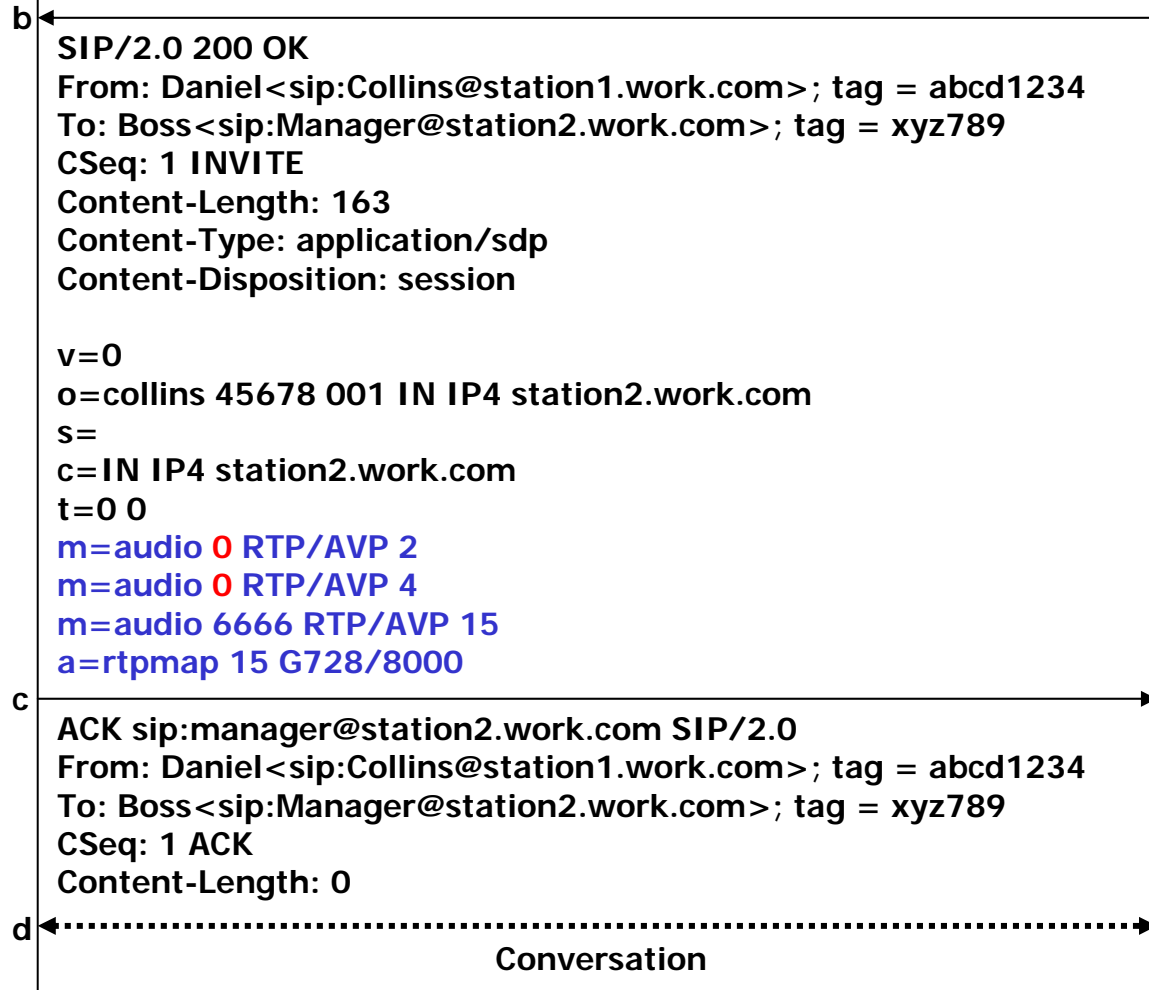 b
SIP/2.0 200 OK
From: Daniel<sip:Collins@station1.work.com>; tag = abcd1234
To: Boss<sip:Manager@station2.work.com>; tag = xyz789
CSeq: 1 INVITE
Content-Length: 163
Content-Type: application/sdp
Content-Disposition: session
v=0
o=collins 45678 001 IN IP4 station2.work.com
s=
c=IN IP4 station2.work.com
t=0 0
m=audio 0 RTP/AVP 2
m=audio 0 RTP/AVP 4
m=audio 6666 RTP/AVP 15
a=rtpmap 15 G728/8000
c
ACK sip:manager@station2.work.com SIP/2.0
From: Daniel<sip:Collins@station1.work.com>; tag = abcd1234
To: Boss<sip:Manager@station2.work.com>; tag = xyz789
CSeq: 1 ACK
Content-Length: 0
d
Conversation